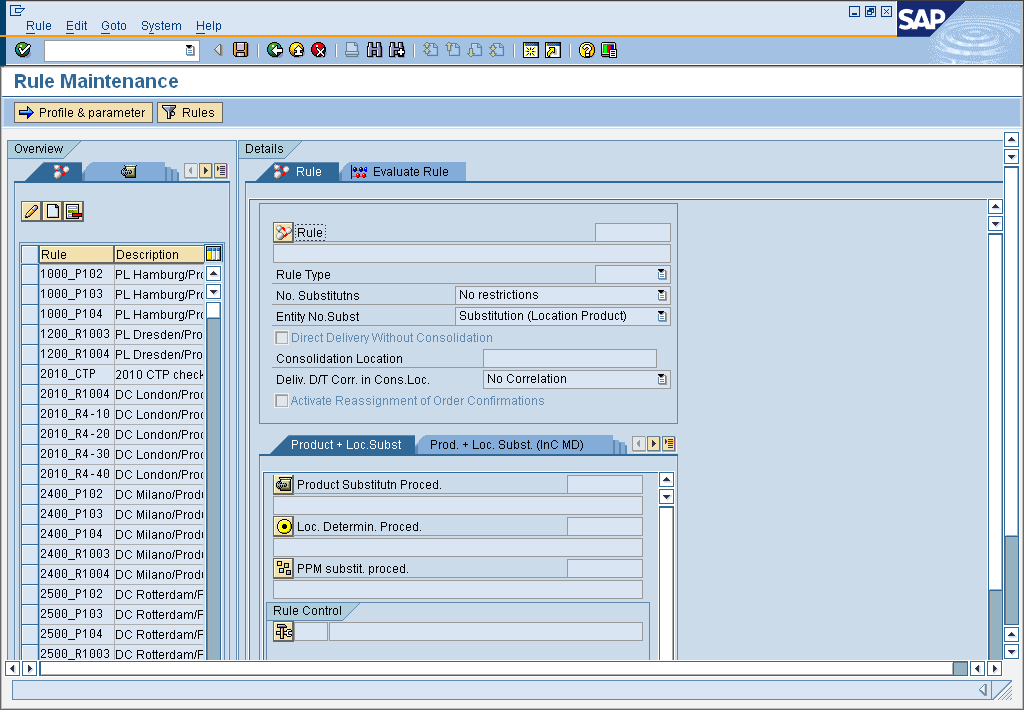 Rule Edit Goto System Help
SAP
Rule Maintenance
Profile & parameter Rules
Overview
Details
Rule Evaluate Rule
Rule
Rule Type
No. Substitutns No restrictions
Entity No.Subst Substitution (Location Product)
Direct Delivery Without Consolidation
Consolidation Location
Deliv. D/T Corr. in Cons.Loc. No Correlation
Activate Reassignment of Order Confirmations
Product + Loc.Subst Prod. + Loc. Subst. (InC MD)
Product Substitutn Proced.
Loc. Determin. Proced.
PPM substit. proced.
Rule Control
Rule Description
1000_P102 PL Hamburg/Pro
1000_P103 PL Hamburg/Pro
1000_P104 PL Hamburg/Pro
1200_R1003 PL Dresden/Pro
1200_R1004 PL Dresden/Pro
2010_CTP 2010 CTP check
2010_R1004 DC London/Proc
2010_R4-10 DC London/Proc
2010_R4-20 DC London/Proc
2010_R4-30 DC London/Proc
2010_R4-40 DC London/Proc
2400_P102 DC Milano/Produ
2400_P103 DC Milano/Produ
2400_P104 DC Milano/Produ
2400_R1003 DC Milano/Produ
2400_R1004 DC Milano/Produ
2500_P102 DC Rotterdam/F
2500_P103 DC Rotterdam/F
2500_P104 DC Rotterdam/F
2500_R1003 DC Rotterdam/F